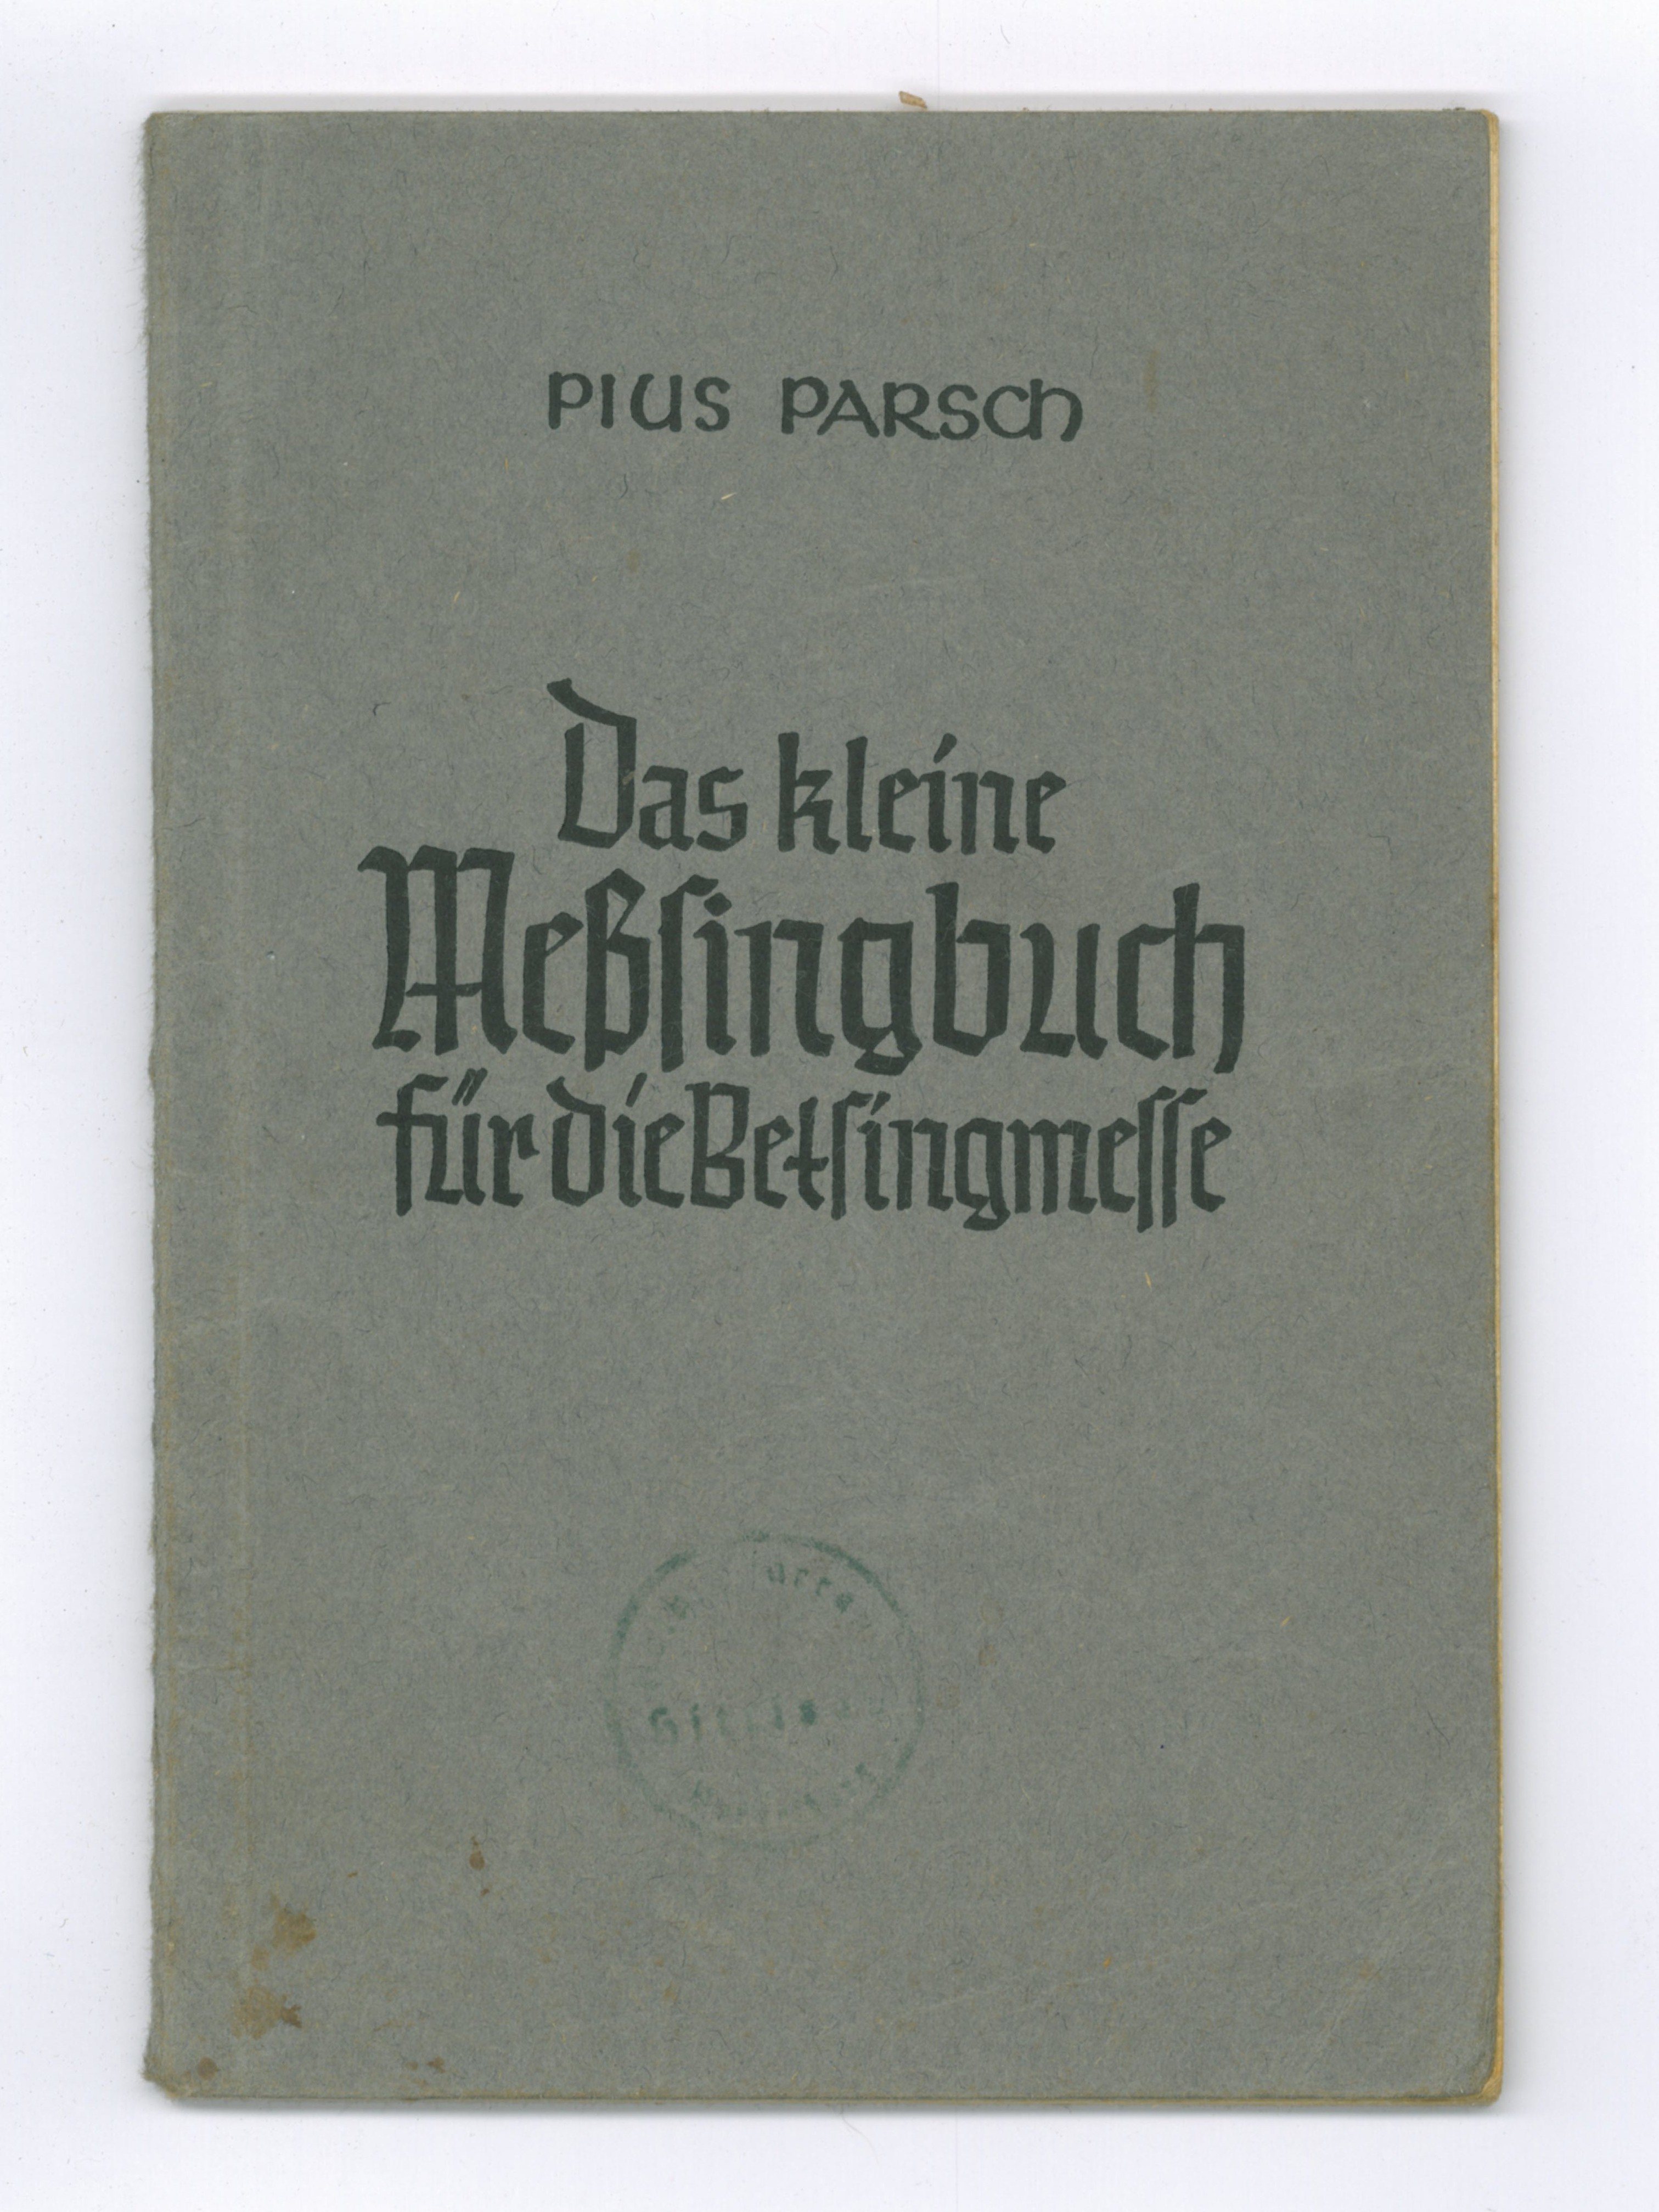 PIUS PARSCH
Das kleine
Meßsingbuch
für die Betsingmesse